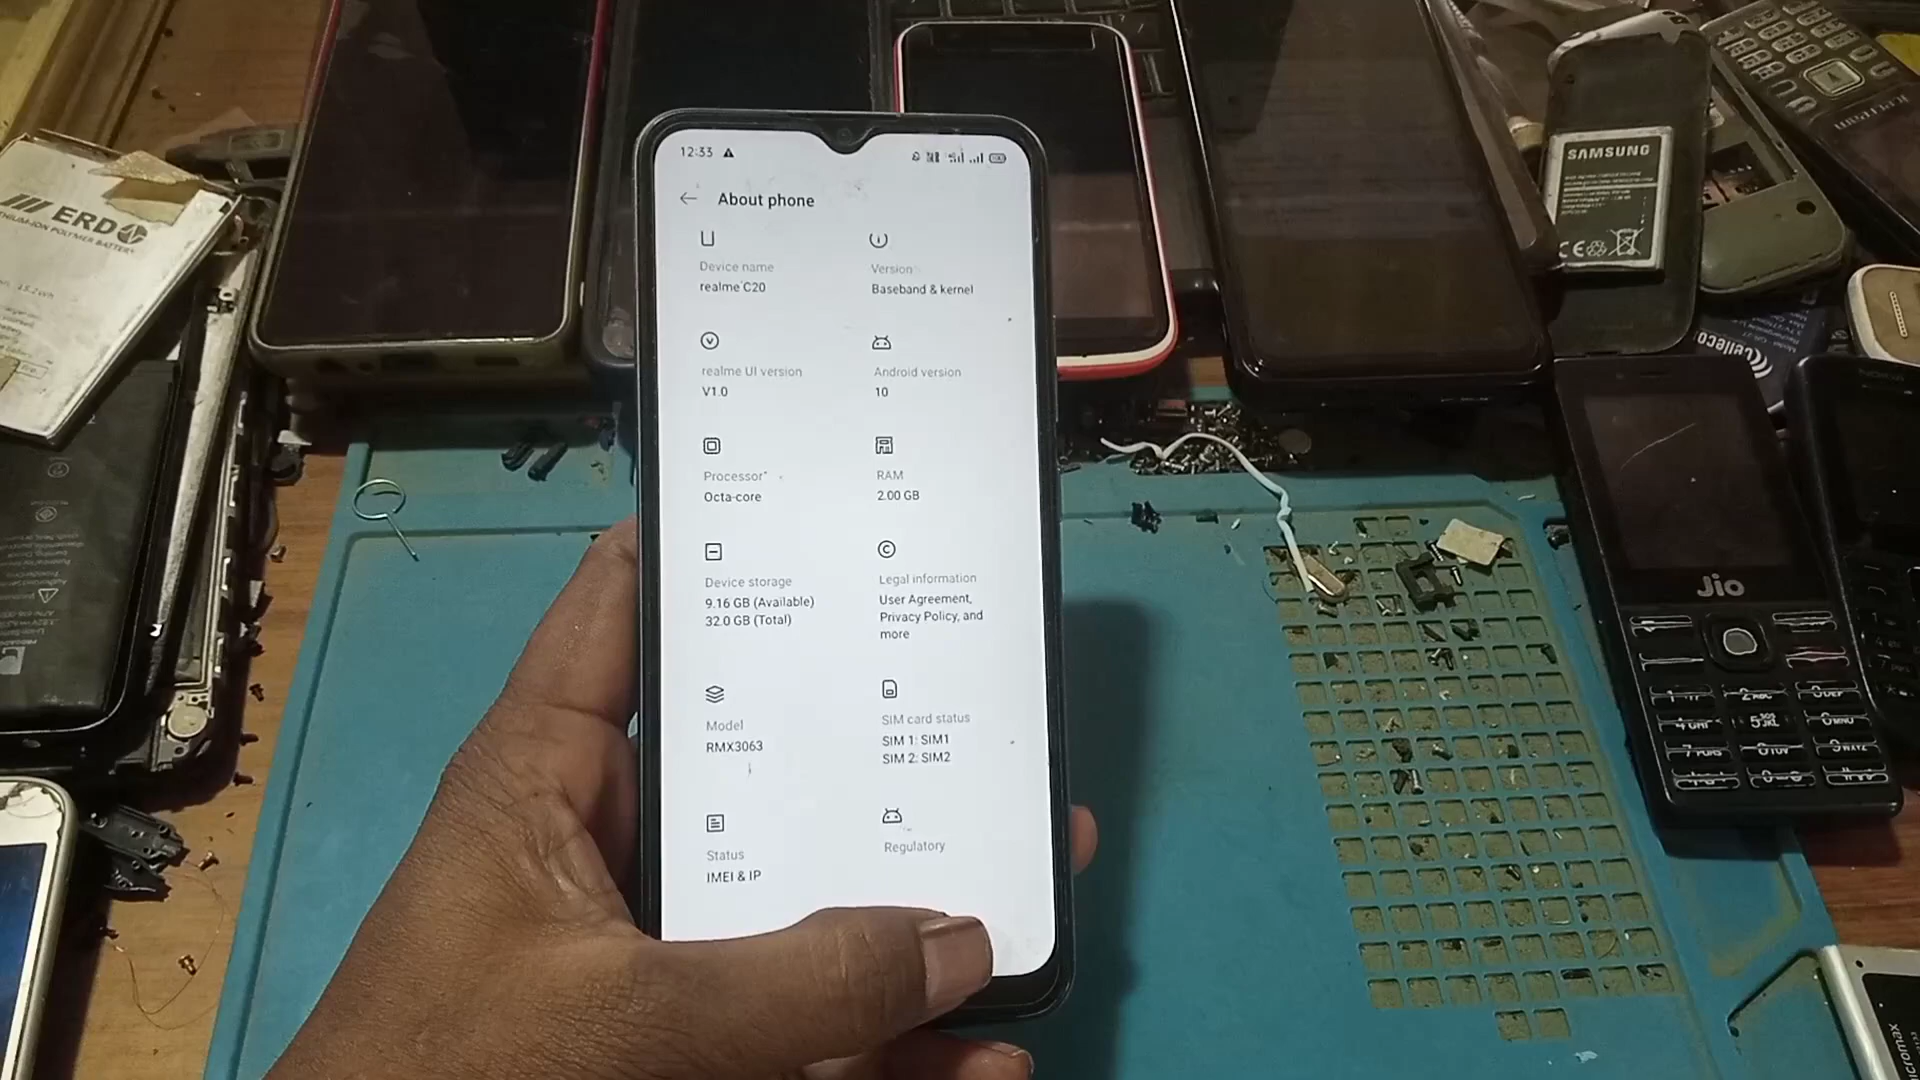 12:33
About phone
Device name
realme C20
Version
Baseband & kernel
realme UI version
V1.0
Android version
10
Processor
Octa-core
RAM
2.00 GB
Device storage
9.16 GB (Available)
32.0 GB (Total)
Legal information
User Agreement,
Privacy Policy, and
more
Model
RMX3063
SIM card status
SIM 1: SIM1
SIM 2: SIM2
Status
IMEI & IP
Regulatory
ERD
SAMSUNG
Cellecor
Jio
micromax